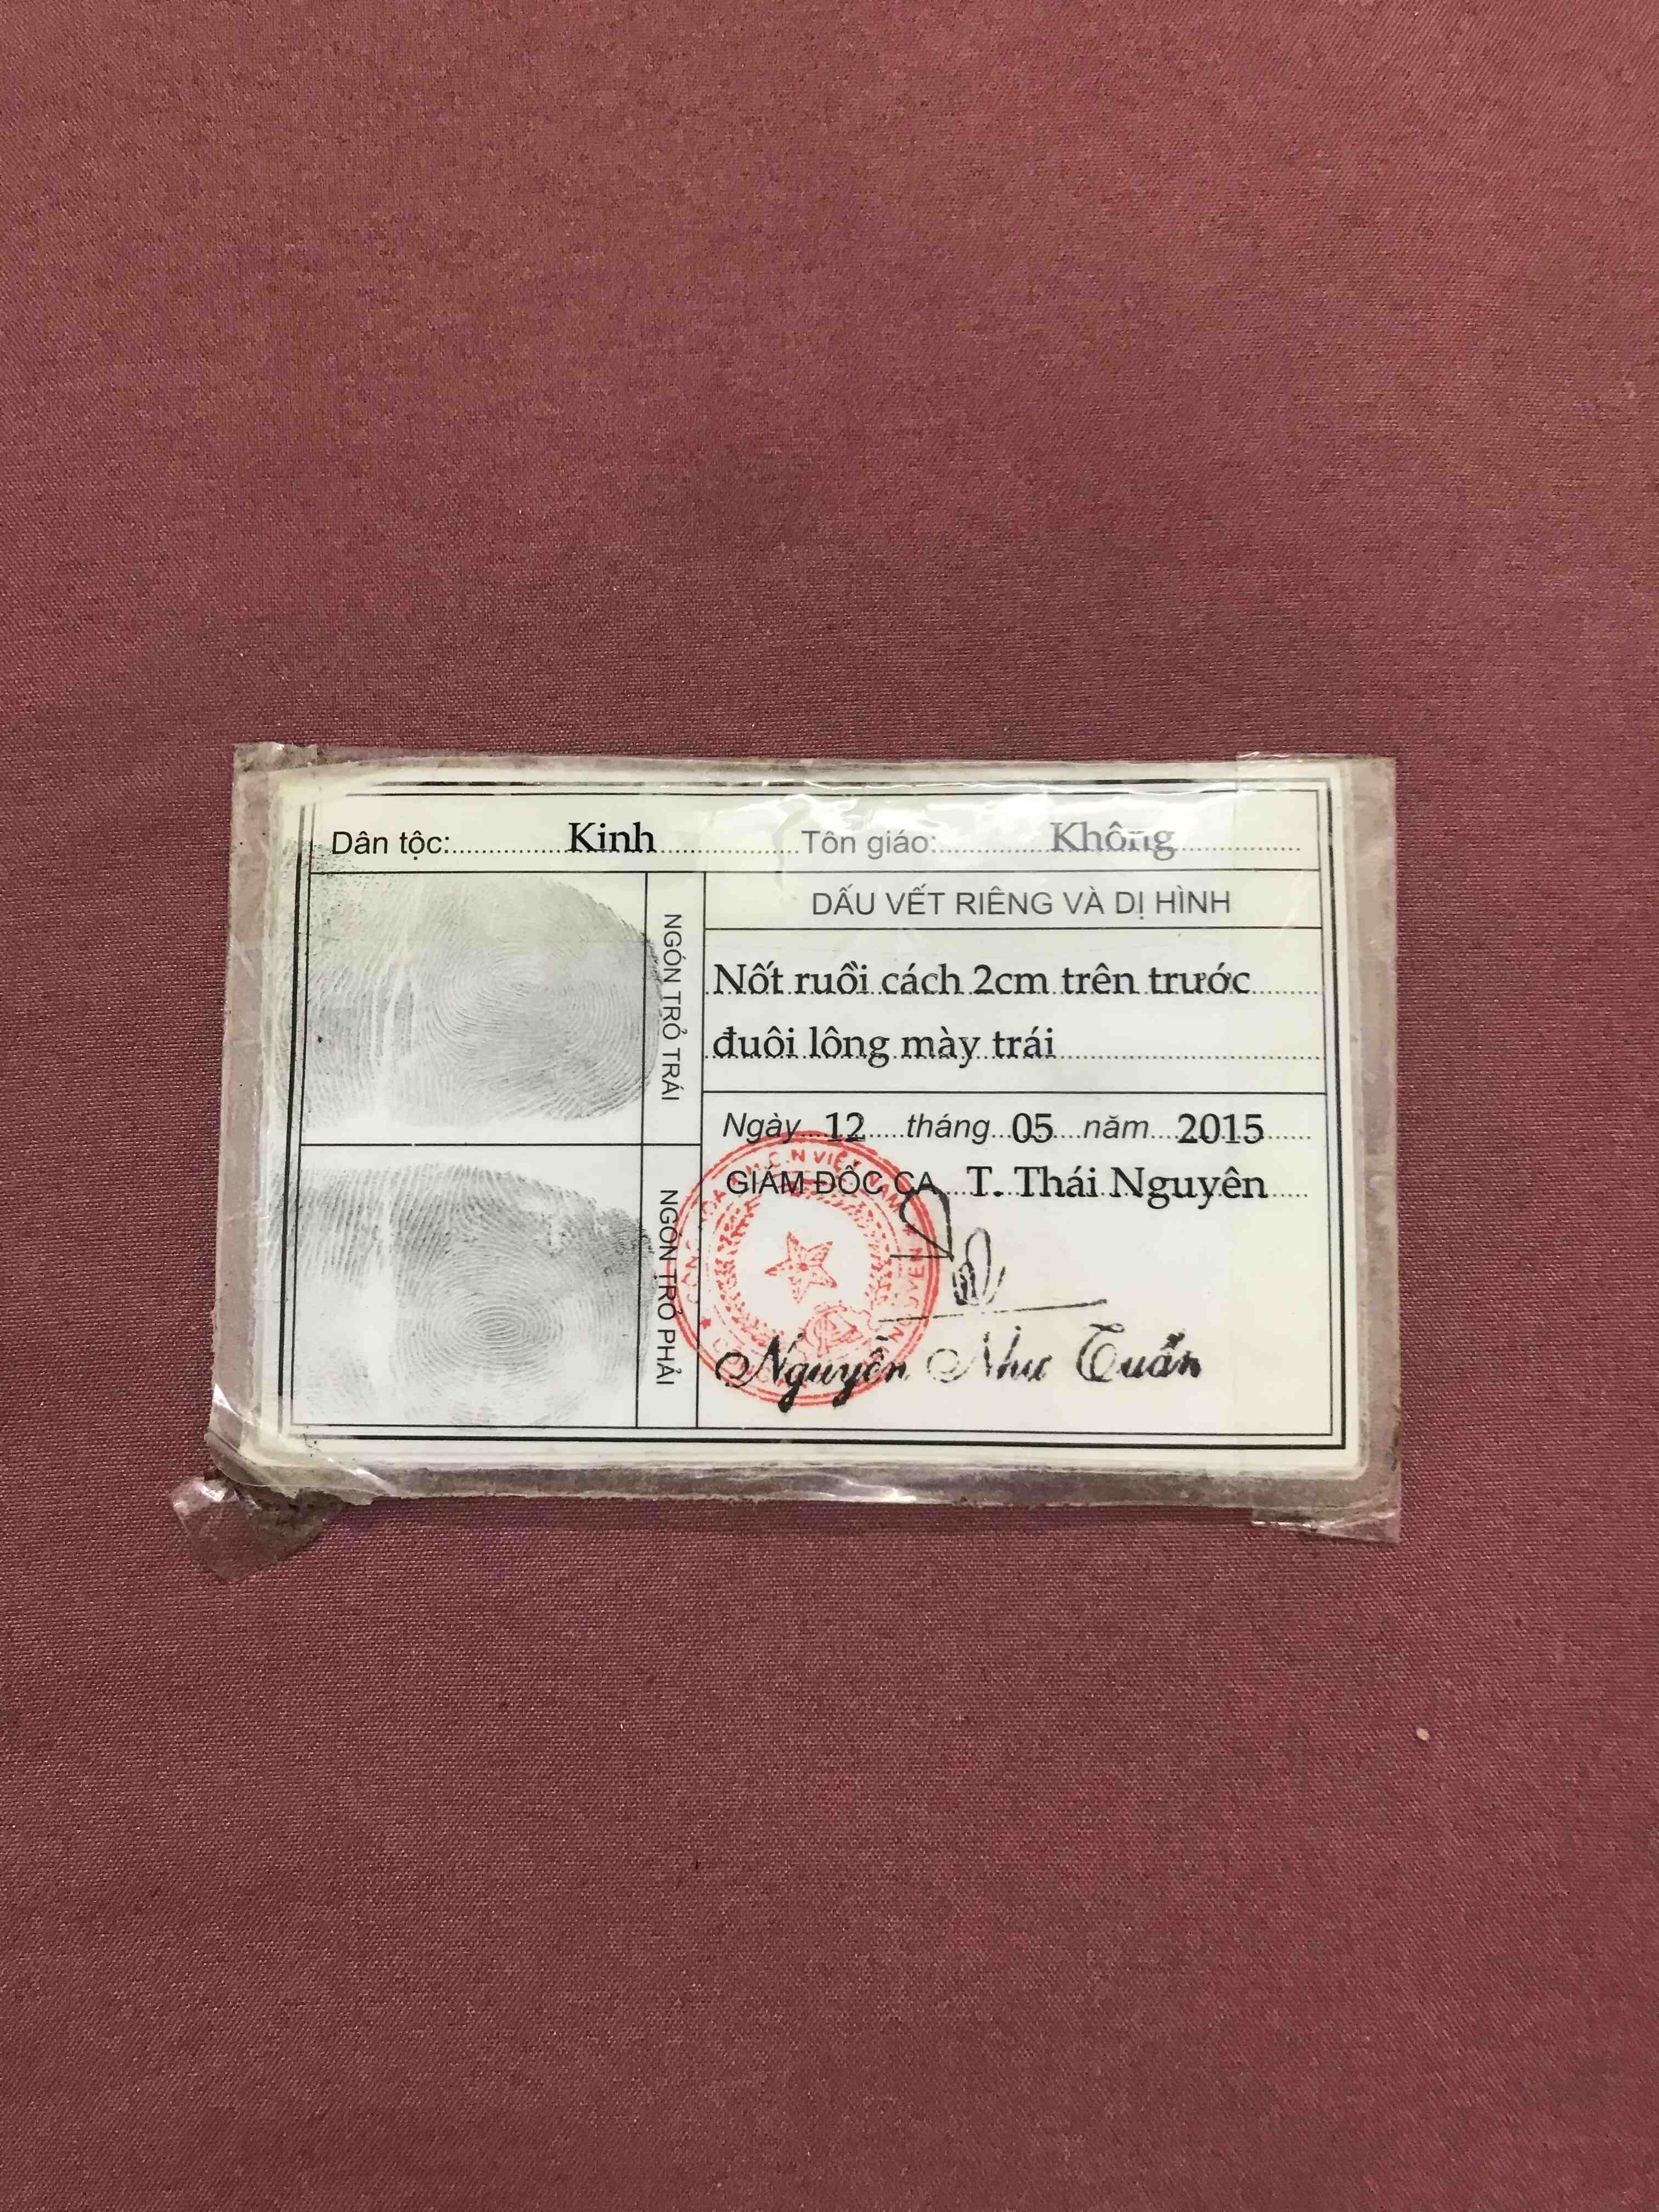 Dân tộc: Kinh Tôn giáo: Không
NGÓN TRỎ TRÁI
DẤU VẾT RIÊNG VÀ DỊ HÌNH
Nốt ruồi cách 2cm trên trước
đuôi lông mày trái
NGÓN TRỎ PHẢI
Ngày 12 tháng 05 năm 2015
GIÁM ĐỐC CA T. Thái Nguyên
Nguyễn Như Tuấn